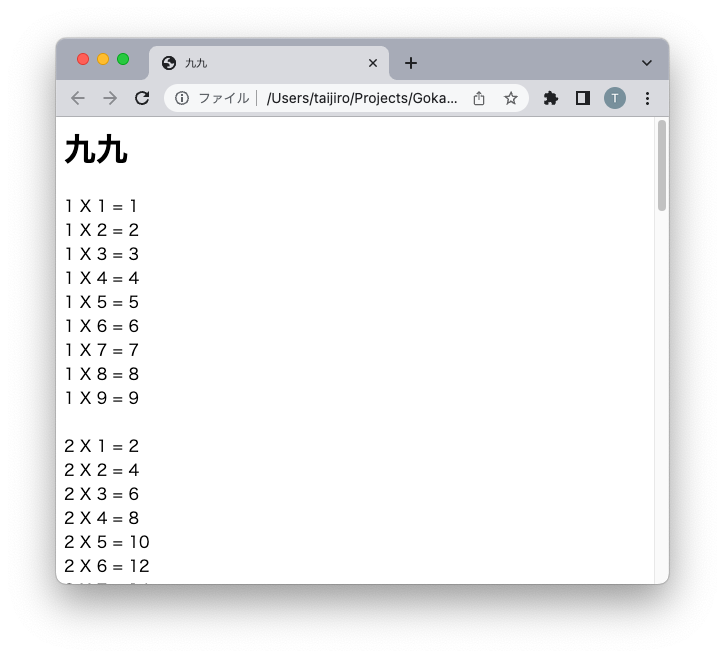 九九
ファイル /Users/taijiro/Projects/Goka...
T
九九
1 X 1 = 1
1 X 2 = 2
1 X 3 = 3
1 X 4 = 4
1 X 5 = 5
1 X 6 = 6
1 X 7 = 7
1 X 8 = 8
1 X 9 = 9
2 X 1 = 2
2 X 2 = 4
2 X 3 = 6
2 X 4 = 8
2 X 5 = 10
2 X 6 = 12